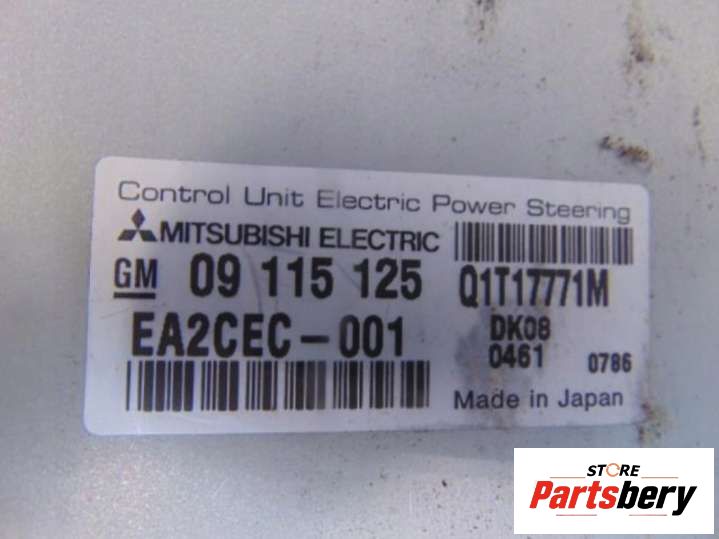 Control Unit Electric Power Steering
MITSUBISHI ELECTRIC
GM 09 115 125
Q1T17771M
EA2CEC-001
DK08
0461 0786
Made in Japan
STORE
Partsbery